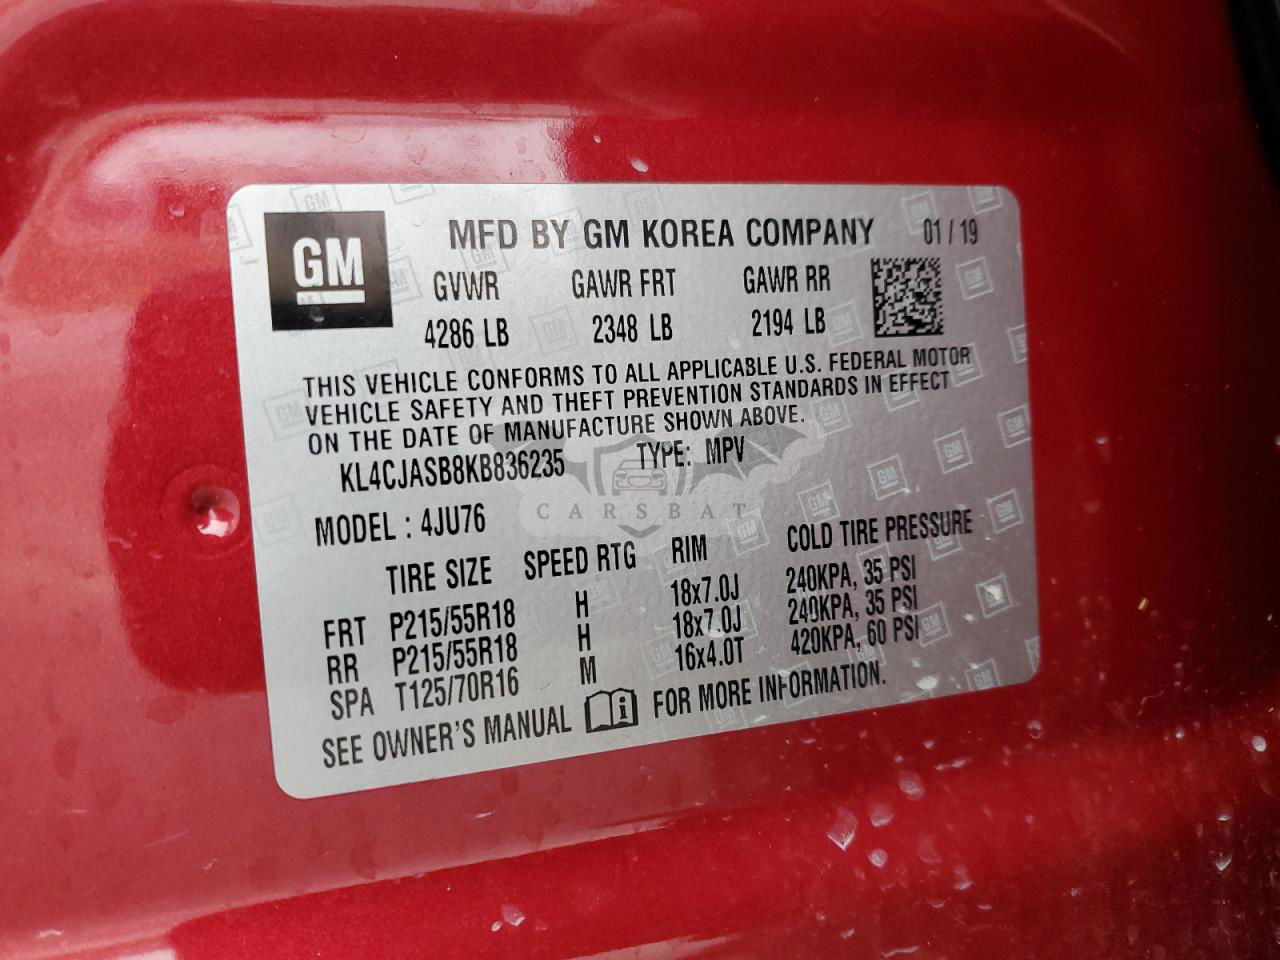 GM
MFD BY GM KOREA COMPANY 01 / 19
GVWR GAWR FRT GAWR RR
4286 LB 2348 LB 2194 LB
THIS VEHICLE CONFORMS TO ALL APPLICABLE U.S. FEDERAL MOTOR
VEHICLE SAFETY AND THEFT PREVENTION STANDARDS IN EFFECT
ON THE DATE OF MANUFACTURE SHOWN ABOVE.
KL4CJASB8KB836235 TYPE: MPV
CARSBAT
MODEL : 4JU76
TIRE SIZE SPEED RTG RIM COLD TIRE PRESSURE
FRT P215/55R18 H 18x7.0J 240KPA, 35 PSI
RR P215/55R18 H 18x7.0J 240KPA, 35 PSI
SPA T125/70R16 M 16x4.0T 420KPA, 60 PSI
SEE OWNER'S MANUAL i FOR MORE INFORMATION.